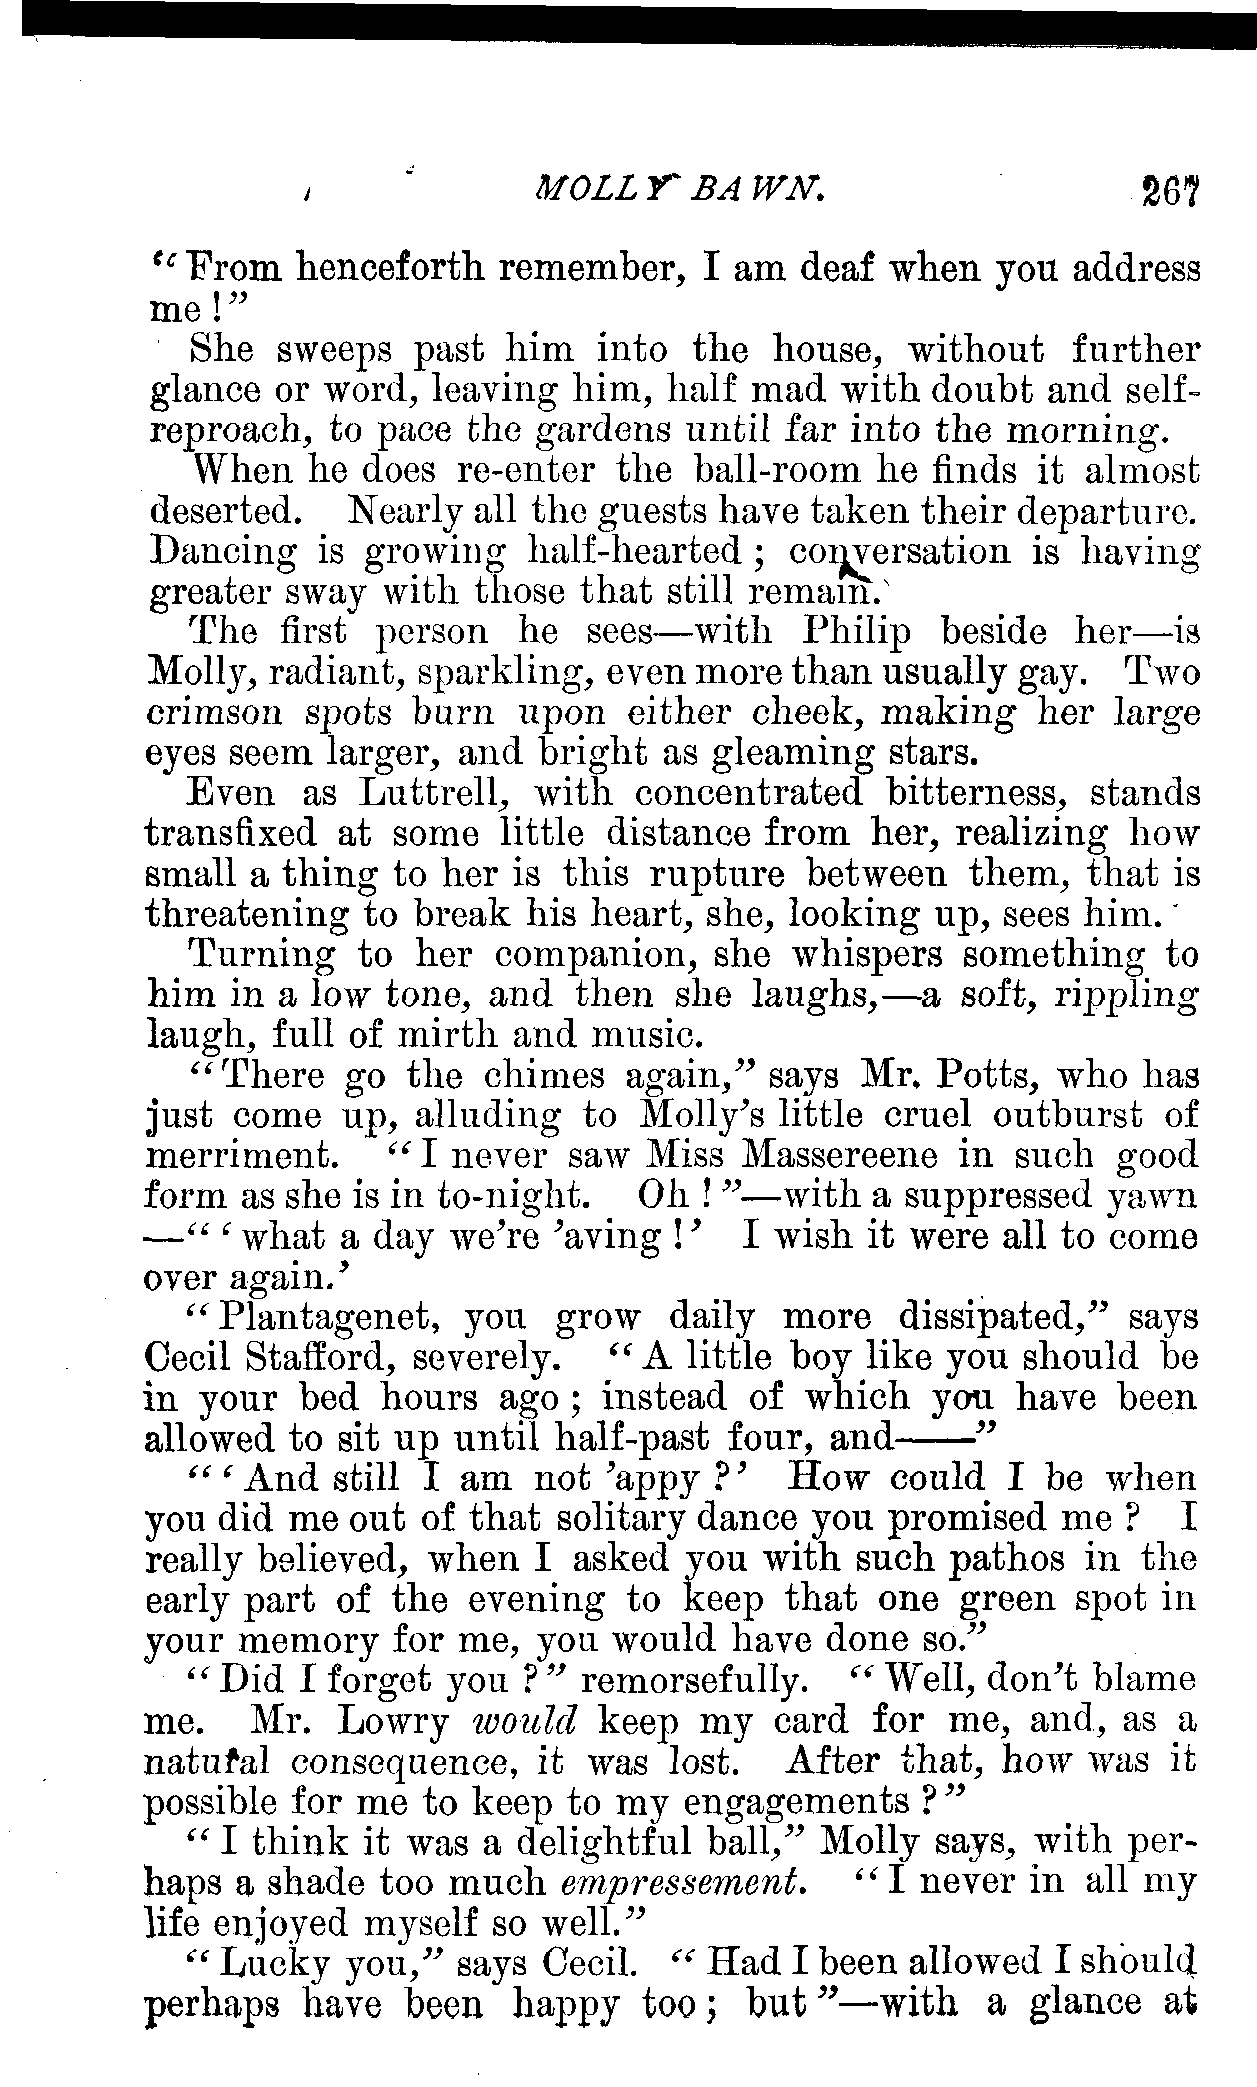 MOLLY BAWN. 267
"From henceforth remember, I am deaf when you address
me!"
She sweeps past him into the house, without further
glance or word, leaving him, half mad with doubt and self-
reproach, to pace the gardens until far into the morning.
When he does re-enter the ball-room he finds it almost
deserted. Nearly all the guests have taken their departure.
Dancing is growing half-hearted; conversation is having
greater sway with those that still remain.
The first person he sees—with Philip beside her—is
Molly, radiant, sparkling, even more than usually gay. Two
crimson spots burn upon either cheek, making her large
eyes seem larger, and bright as gleaming stars.
Even as Luttrell, with concentrated bitterness, stands
transfixed at some little distance from her, realizing how
small a thing to her is this rupture between them, that is
threatening to break his heart, she, looking up, sees him.
Turning to her companion, she whispers something to
him in a low tone, and then she laughs,—a soft, rippling
laugh, full of mirth and music.
"There go the chimes again," says Mr. Potts, who has
just come up, alluding to Molly's little cruel outburst of
merriment. "I never saw Miss Massereene in such good
form as she is in to-night. Oh!"—with a suppressed yawn
—"'what a day we're 'aving!' I wish it were all to come
over again.'
"Plantagenet, you grow daily more dissipated," says
Cecil Stafford, severely. "A little boy like you should be
in your bed hours ago; instead of which you have been
allowed to sit up until half-past four, and——"
"'And still I am not 'appy?' How could I be when
you did me out of that solitary dance you promised me? I
really believed, when I asked you with such pathos in the
early part of the evening to keep that one green spot in
your memory for me, you would have done so."
"Did I forget you?" remorsefully. "Well, don't blame
me. Mr. Lowry would keep my card for me, and, as a
natural consequence, it was lost. After that, how was it
possible for me to keep to my engagements?"
"I think it was a delightful ball," Molly says, with per-
haps a shade too much empressement. "I never in all my
life enjoyed myself so well."
"Lucky you," says Cecil. "Had I been allowed I should
perhaps have been happy too; but"—with a glance at